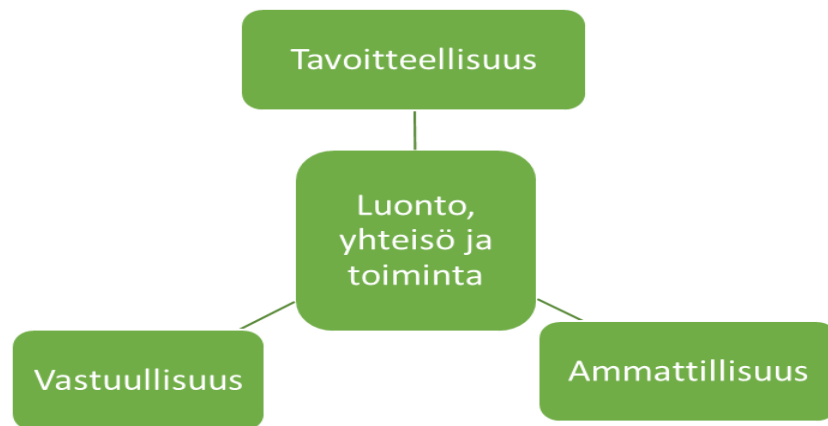 Tavoitteellisuus
Luonto,
yhteisö ja
toiminta
Vastuullisuus
Ammattillisuus